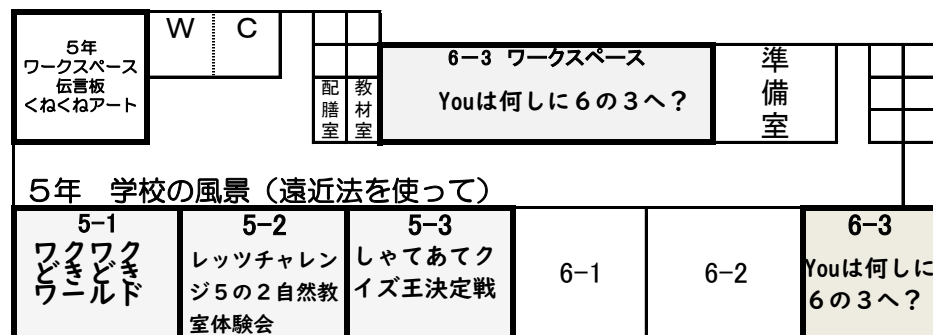 5年
ワークスペース
伝言板
くねくねアート
W C
配膳室
教材室
6-3 ワークスペース
Youは何しに6の3へ?
準備室
5年 学校の風景(遠近法を使って)
5-1
ワクワク
どきどき
ワールド
5-2
レッツチャレン
ジ5の2自然教
室体験会
5-3
しゃてあてク
イズ王決定戦
6-1
6-2
6-3
Youは何しに
6の3へ?